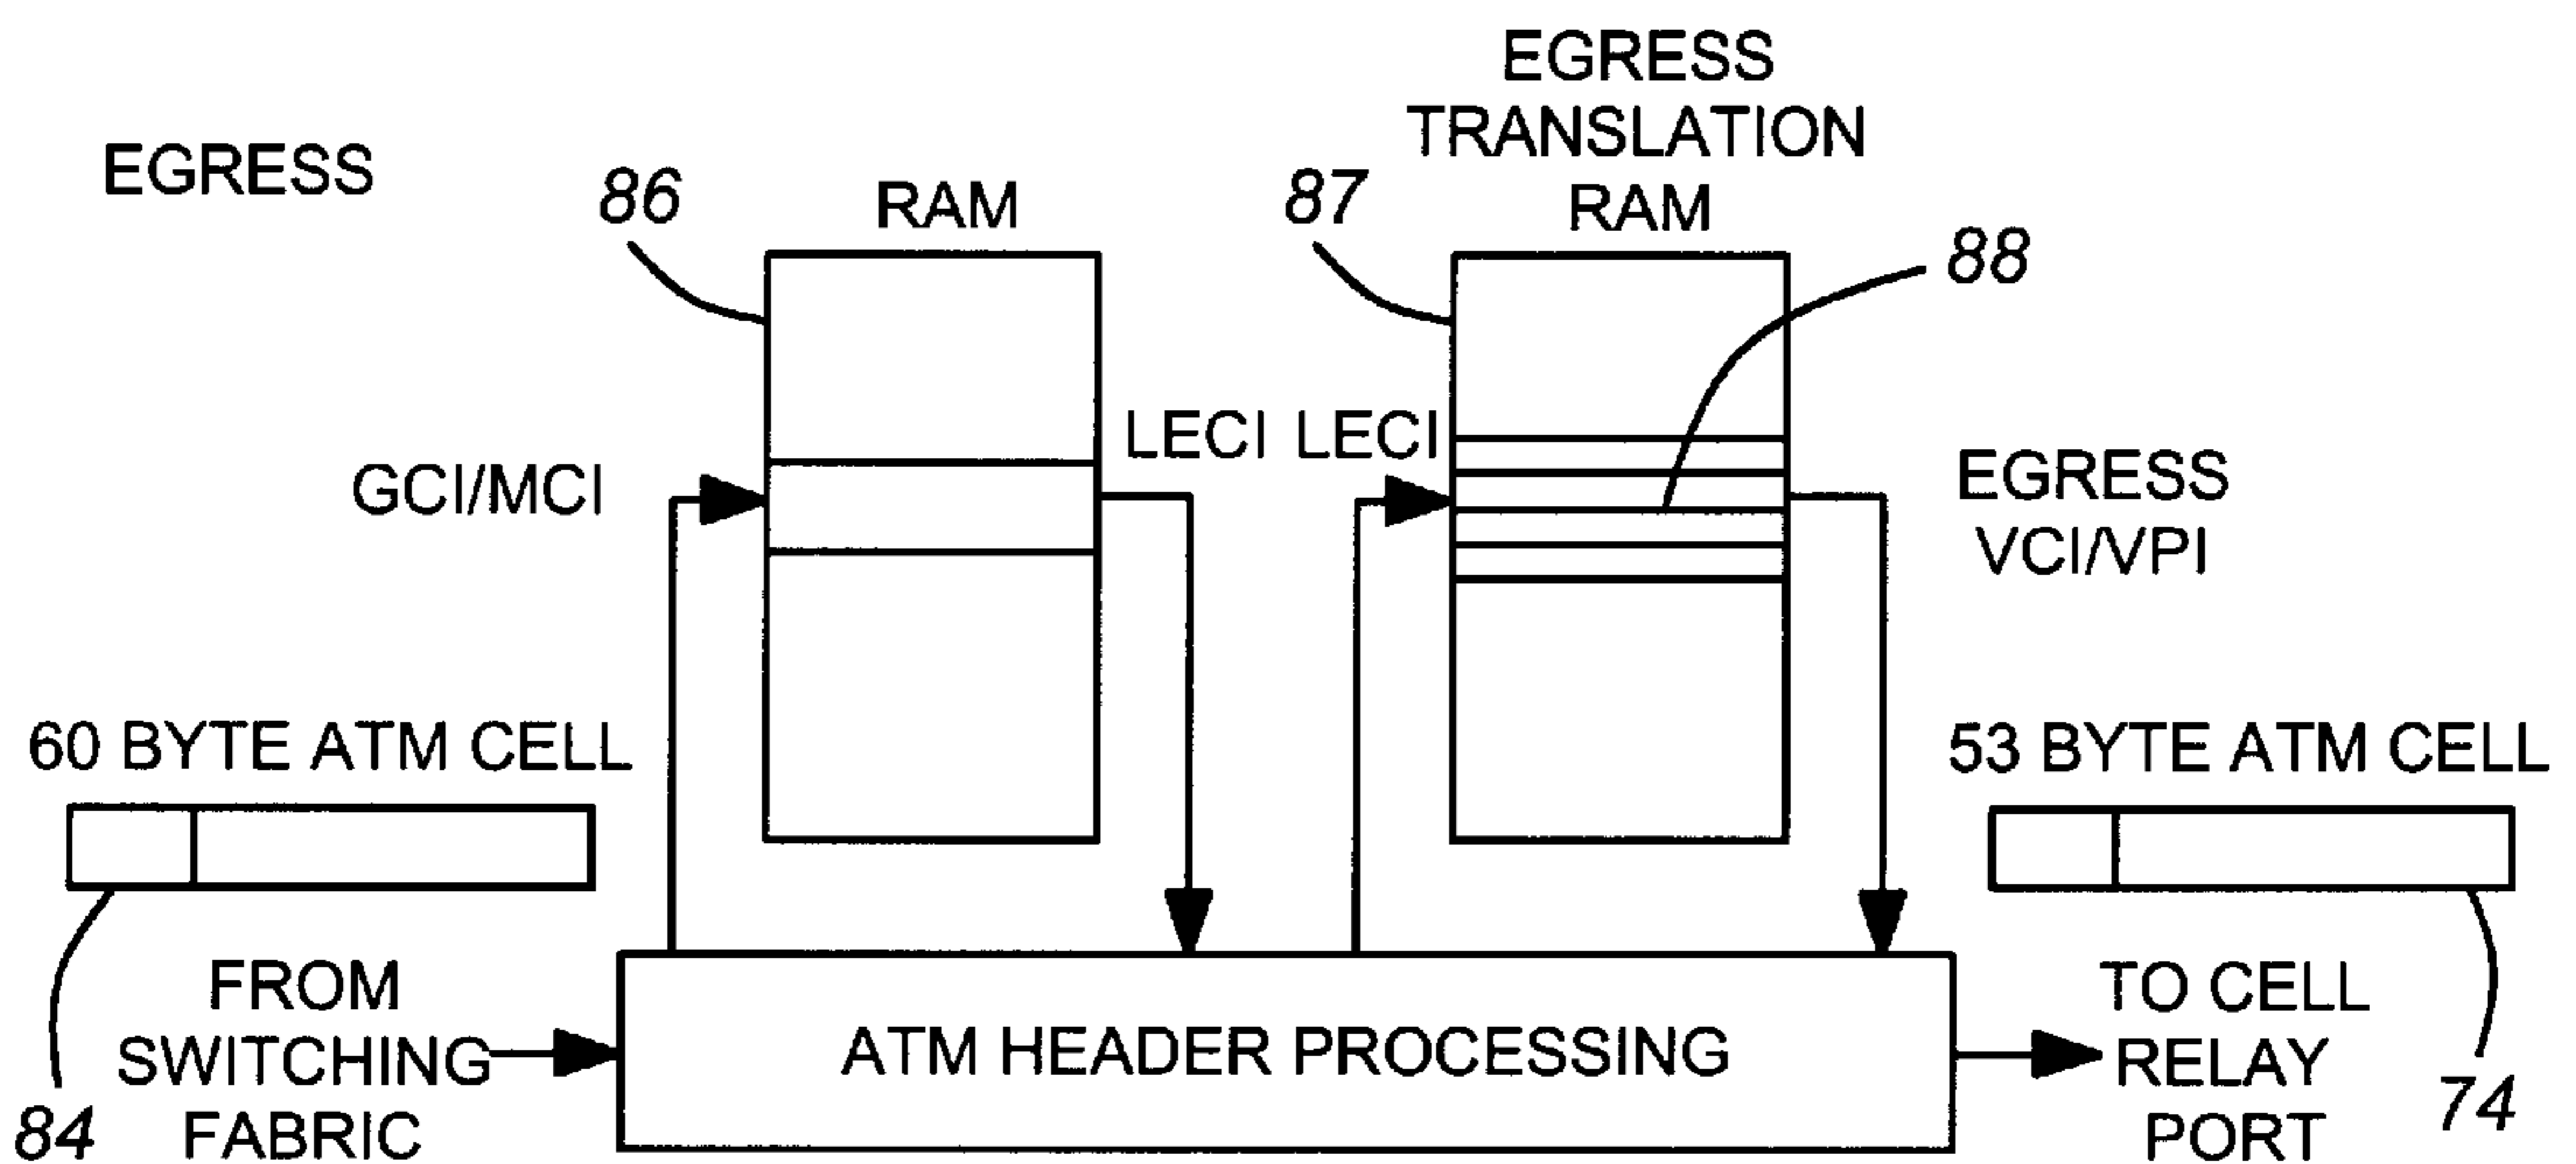 EGRESS
86
RAM
EGRESS
TRANSLATION
RAM
87
88
GCI/MCI
LECI
LECI
EGRESS
VCI/VPI
60 BYTE ATM CELL
53 BYTE ATM CELL
84
FROM
SWITCHING
FABRIC
ATM HEADER PROCESSING
TO CELL
RELAY
PORT
74